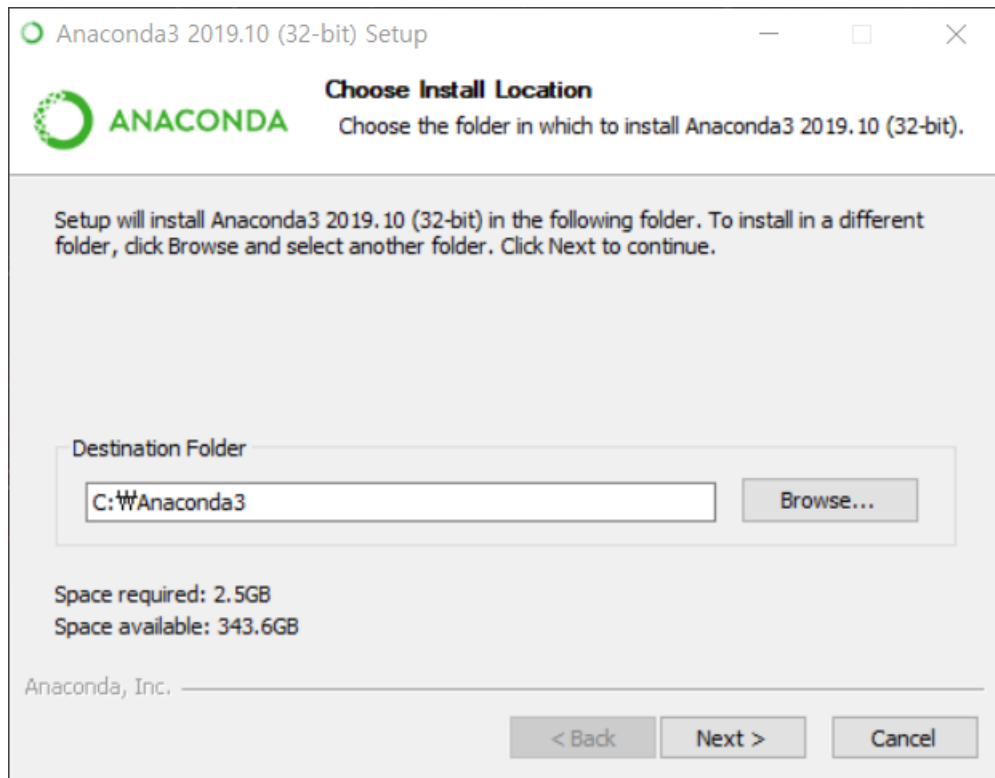 Anaconda3 2019.10 (32-bit) Setup
ANACONDA
Choose Install Location
Choose the folder in which to install Anaconda3 2019.10 (32-bit).
Setup will install Anaconda3 2019.10 (32-bit) in the following folder. To install in a different
folder, click Browse and select another folder. Click Next to continue.
Destination Folder
C:₩Anaconda3
Browse...
Space required: 2.5GB
Space available: 343.6GB
Anaconda, Inc.
< Back
Next >
Cancel